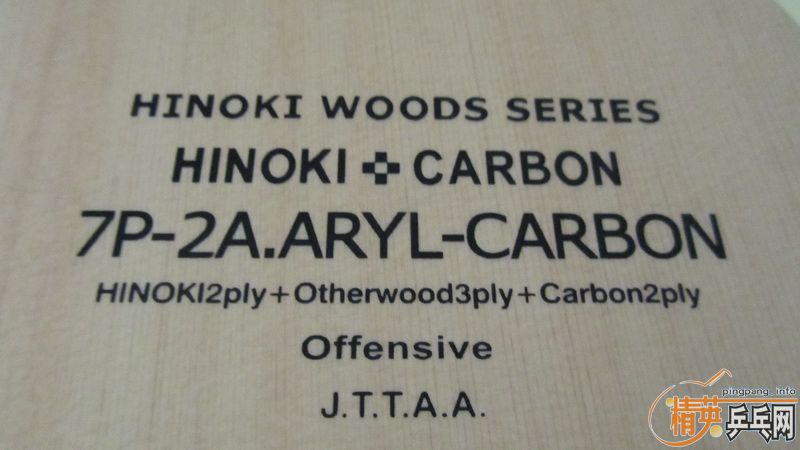 HINOKI WOODS SERIES
HINOKI CARBON
7P-2A.ARYL-CARBON
HINOKI2ply+Otherwood3ply+Carbon2ply
Offensive
J.T.T.A.A.
pingpang.info
精英乒乓网